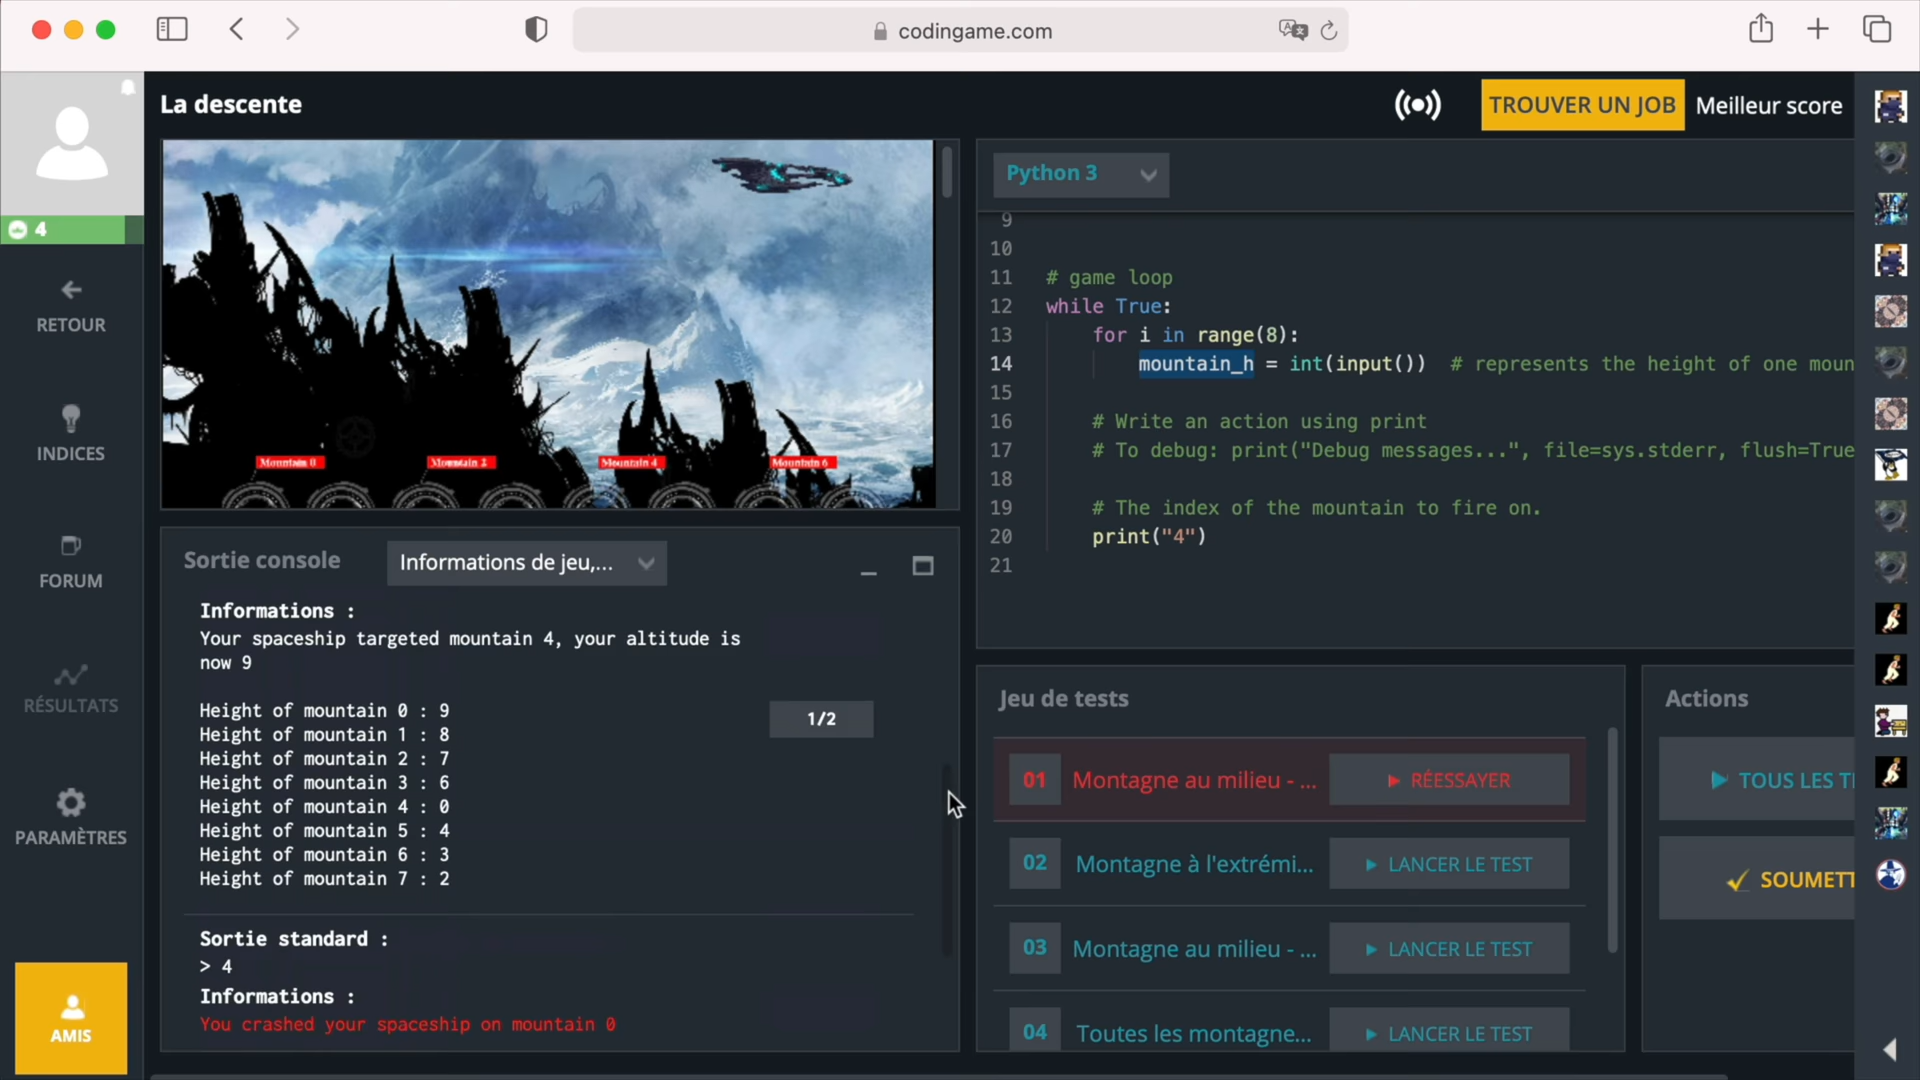 codingame.com
La descente
TROUVER UN JOB
Meilleur score
4
RETOUR
INDICES
FORUM
RÉSULTATS
PARAMÈTRES
AMIS
Mountain 0
Mountain 2
Mountain 4
Mountain 6
Python 3
9
10
11 # game loop
12 while True:
13 for i in range(8):
14 mountain_h = int(input()) # represents the height of one moun
15
16 # Write an action using print
17 # To debug: print("Debug messages...", file=sys.stderr, flush=True
18
19 # The index of the mountain to fire on.
20 print("4")
21
Sortie console
Informations de jeu,...
Informations :
Your spaceship targeted mountain 4, your altitude is
now 9
Height of mountain 0 : 9
Height of mountain 1 : 8
Height of mountain 2 : 7
Height of mountain 3 : 6
Height of mountain 4 : 0
Height of mountain 5 : 4
Height of mountain 6 : 3
Height of mountain 7 : 2
1/2
Sortie standard :
> 4
Informations :
You crashed your spaceship on mountain 0
Jeu de tests
01 Montagne au milieu - ... RÉESSAYER
02 Montagne à l'extrémi... LANCER LE TEST
03 Montagne au milieu - ... LANCER LE TEST
04 Toutes les montagne... LANCER LE TEST
Actions
TOUS LES TE
SOUMETT